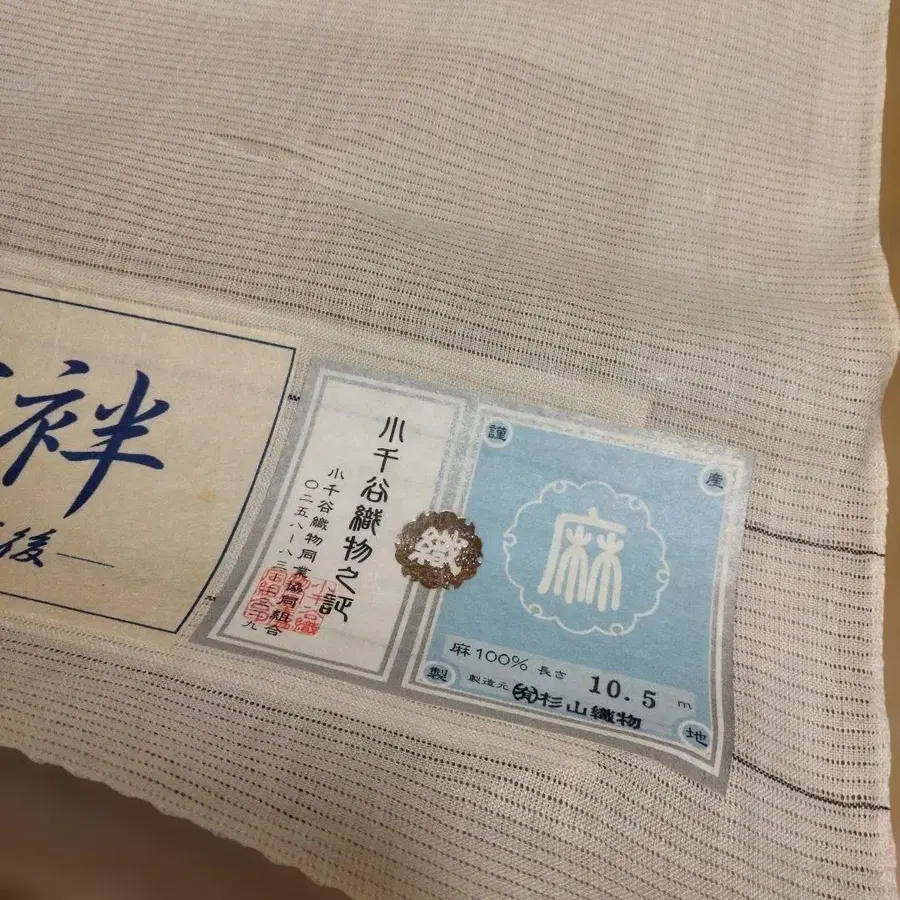 袢
後
小千谷織物之証
小千谷織物同業協同組合
〇二五八ー八三
織
謹
産
麻
麻100% 長さ 10.5 m
製
製造元 杉山織物
地